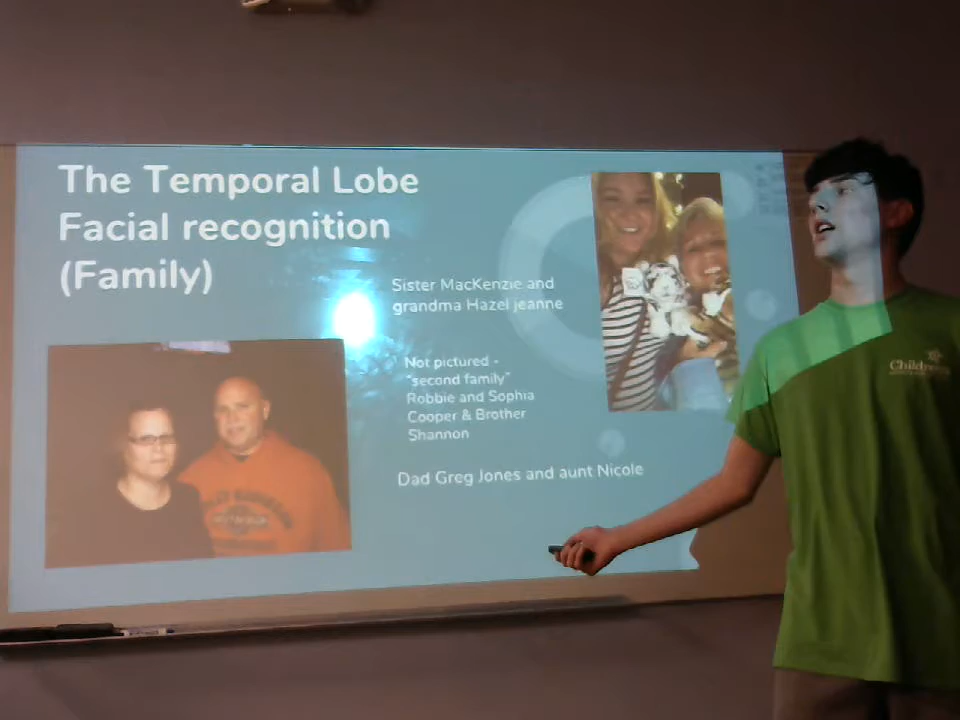 The Temporal Lobe
Facial recognition
(Family)
Sister MacKenzie and
grandma Hazel jeanne
Not pictured -
"second family"
Robbie and Sophia
Cooper & Brother
Shannon
Dad Greg Jones and aunt Nicole